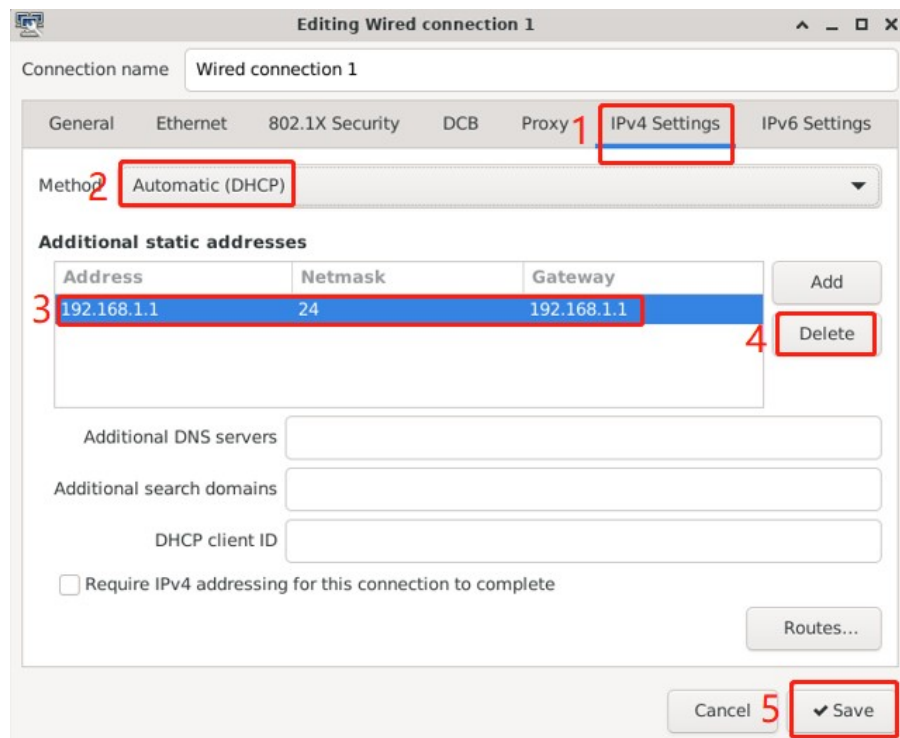 Editing Wired connection 1
Connection name Wired connection 1
General Ethernet 802.1X Security DCB Proxy 1 IPv4 Settings IPv6 Settings
Method 2 Automatic (DHCP)
Additional static addresses
Address Netmask Gateway
Add
3 192.168.1.1 24 192.168.1.1
4 Delete
Additional DNS servers
Additional search domains
DHCP client ID
Require IPv4 addressing for this connection to complete
Routes...
Cancel 5 Save